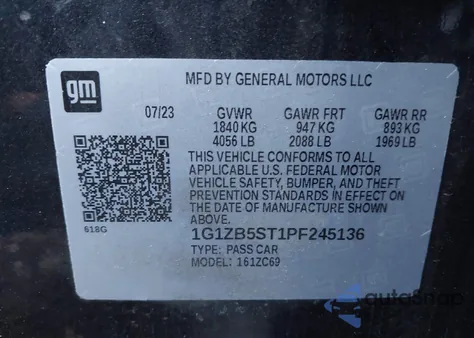 gm
MFD BY GENERAL MOTORS LLC
07/23 GVWR GAWR FRT GAWR RR
1840 KG 947 KG 893 KG
4056 LB 2088 LB 1969 LB
THIS VEHICLE CONFORMS TO ALL
APPLICABLE U.S. FEDERAL MOTOR
VEHICLE SAFETY, BUMPER, AND THEFT
PREVENTION STANDARDS IN EFFECT ON
THE DATE OF MANUFACTURE SHOWN
ABOVE.
618G
1G1ZB5ST1PF245136
TYPE: PASS CAR
MODEL: 161ZC69
autoSnap